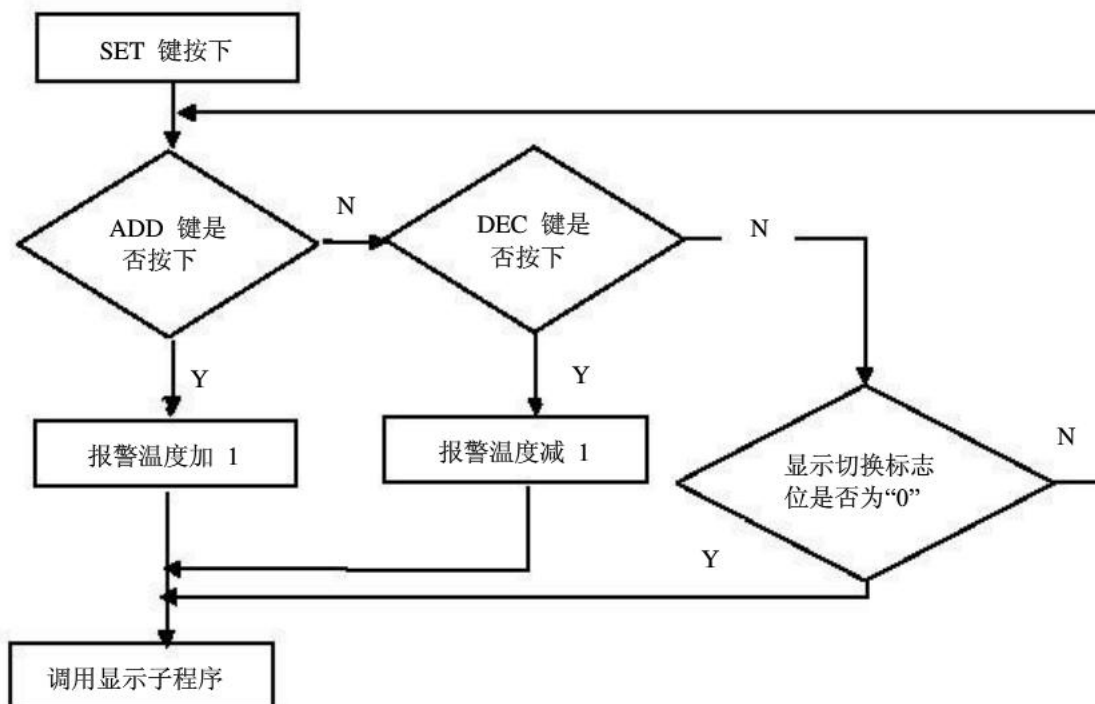 SET 键按下
ADD 键是
否按下
N
DEC 键是
否按下
N
Y
Y
报警温度加 1
报警温度减 1
显示切换标志
位是否为“0”
N
Y
调用显示子程序